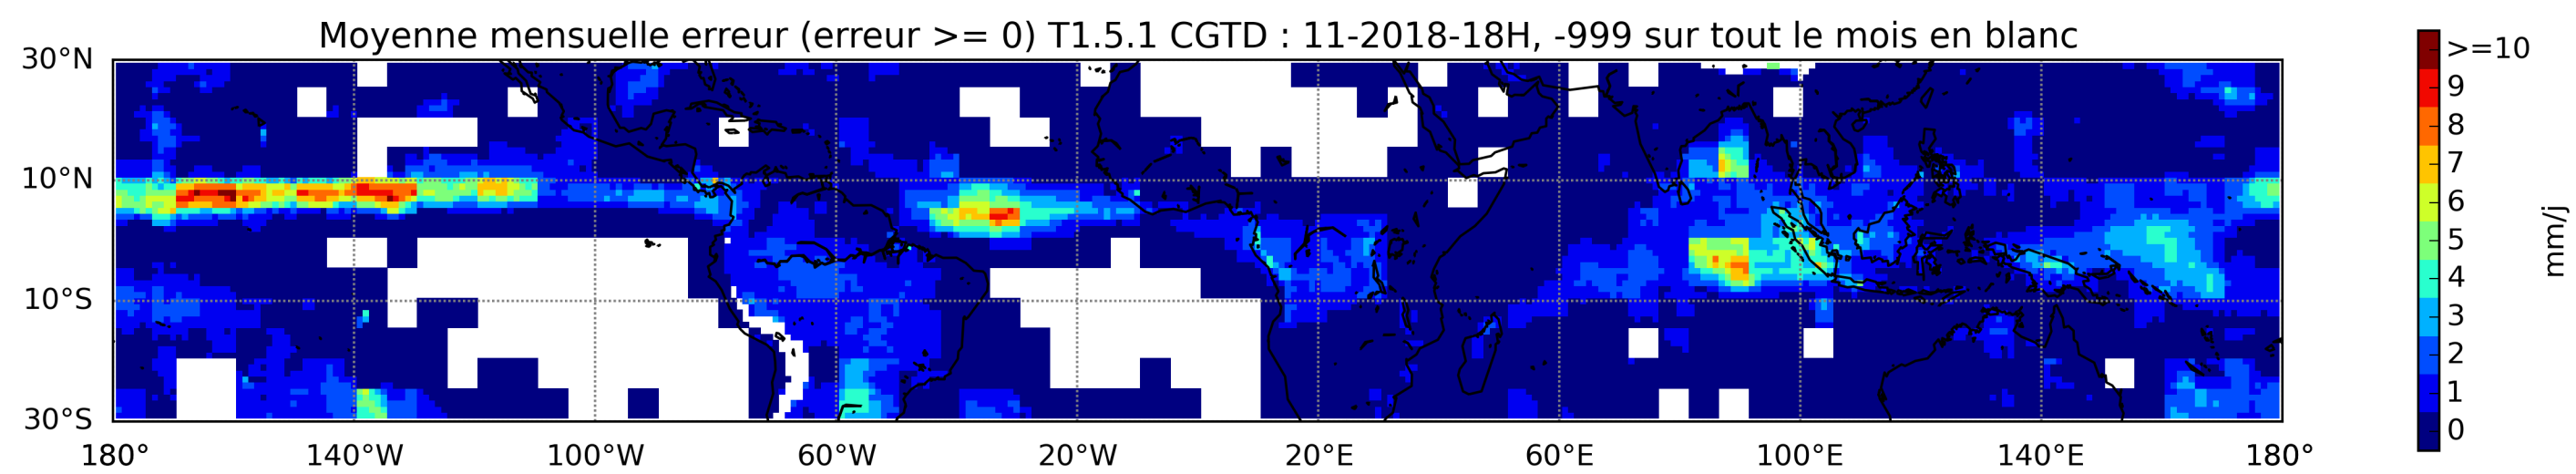 Moyenne mensuelle erreur (erreur >= 0) T1.5.1 CGTD : 11-2018-18H, -999 sur tout le mois en blanc
30°N
10°N
10°S
30°S
180° 140°W 100°W 60°W 20°W 20°E 60°E 100°E 140°E 180°
>=10
9
8
7
6
5
4
3
2
1
0
mm/j